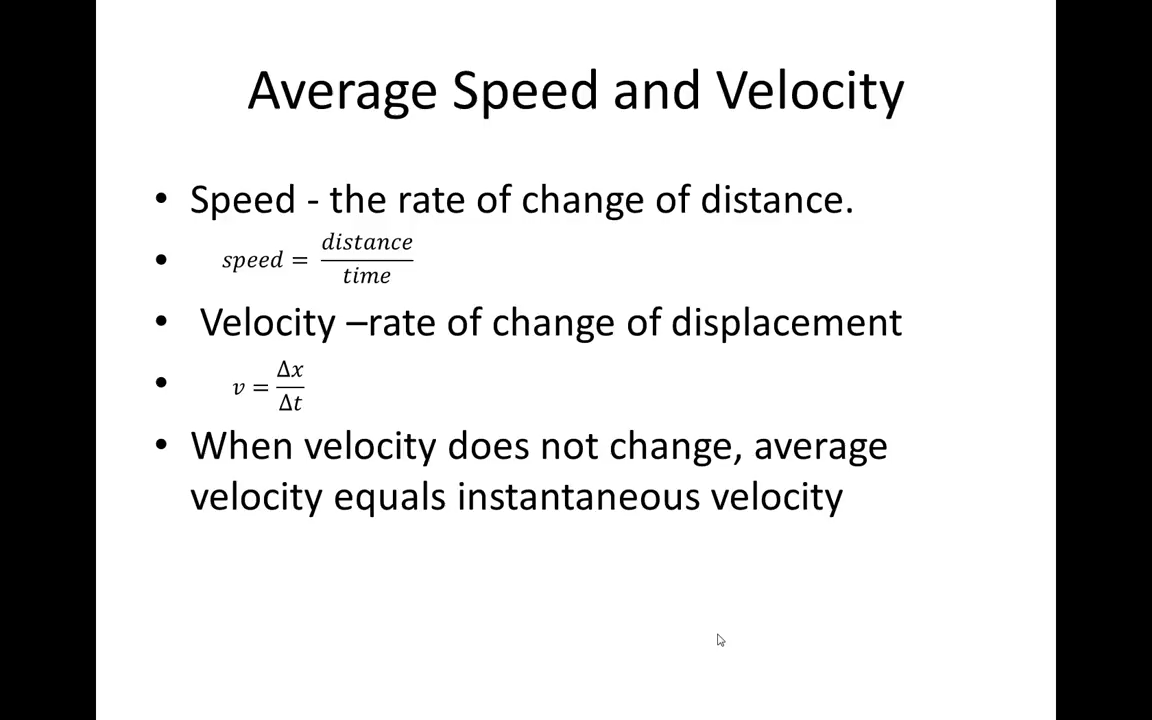 Average Speed and Velocity
• Speed - the rate of change of distance.
• speed = distance/time
• Velocity –rate of change of displacement
• v = Δx/Δt
• When velocity does not change, average
velocity equals instantaneous velocity